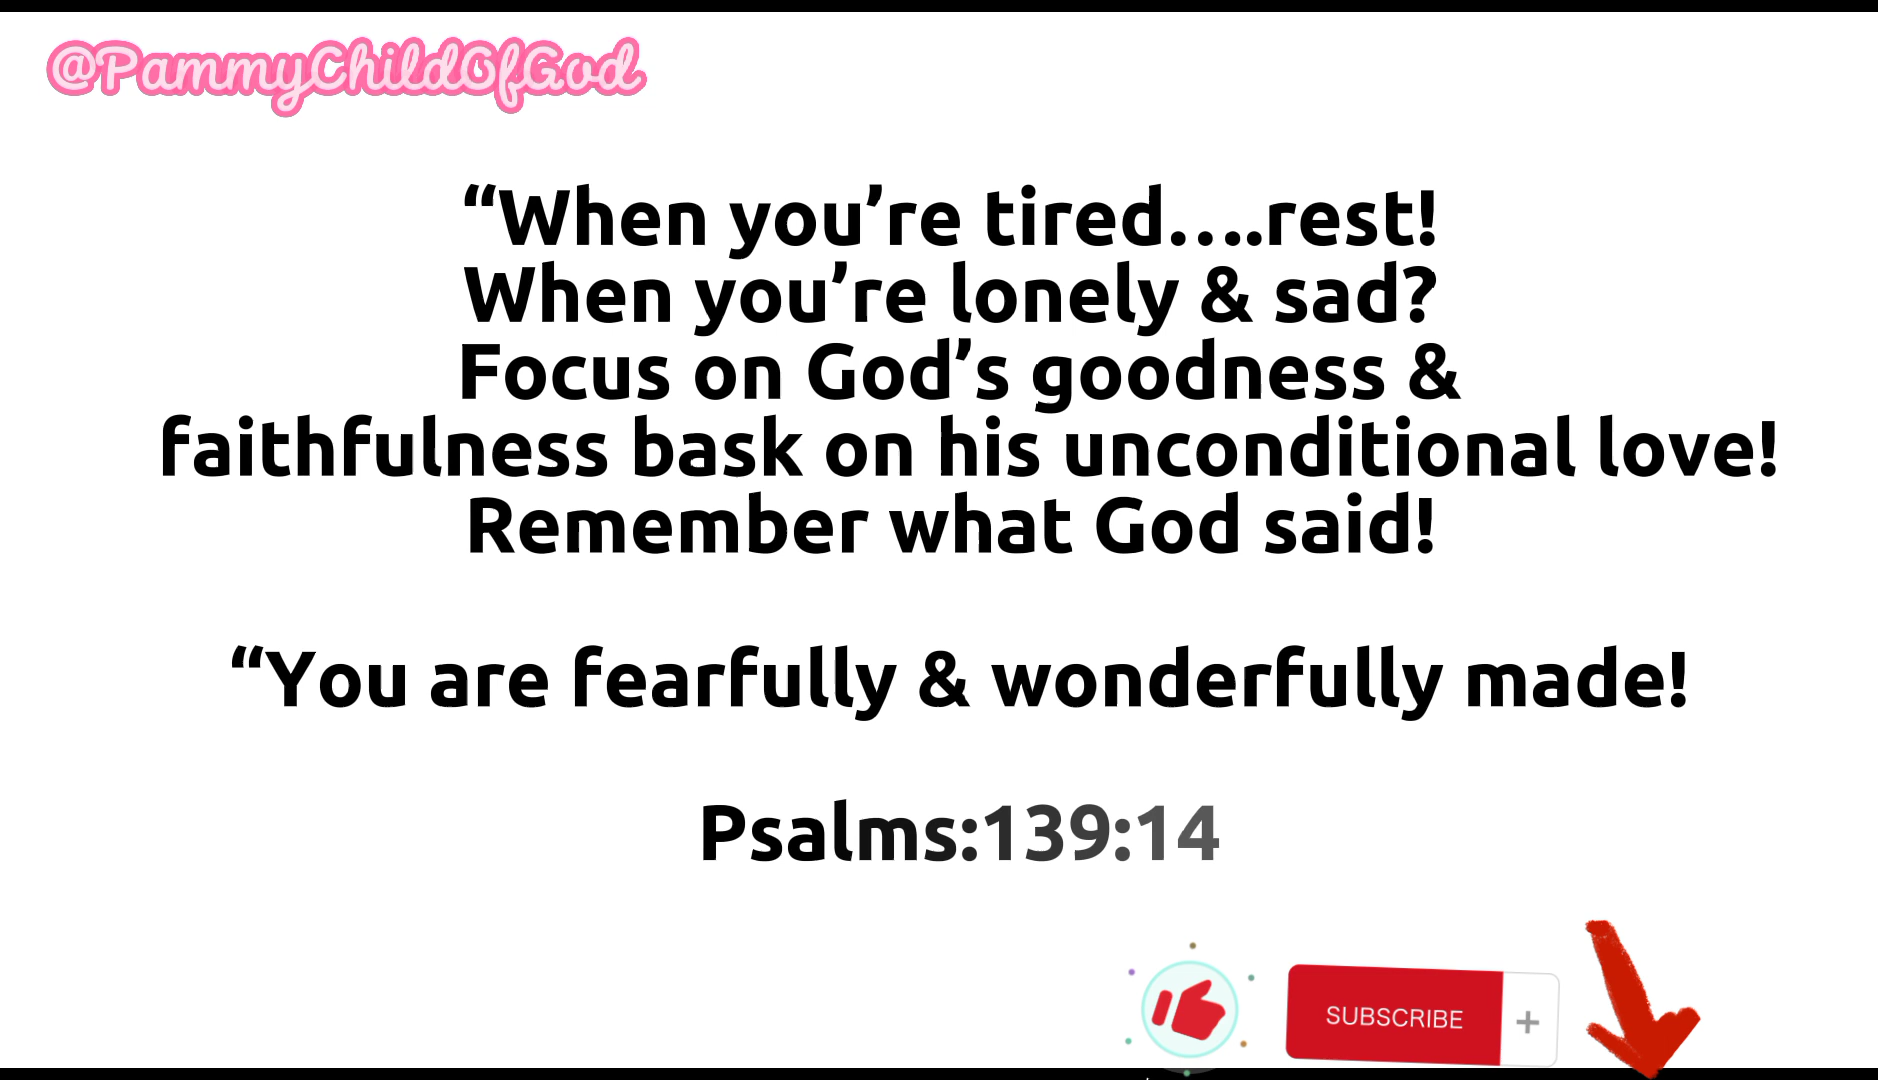 @PammyChildOfGod
“When you’re tired….rest!
When you’re lonely & sad?
Focus on God’s goodness &
faithfulness bask on his unconditional love!
Remember what God said!
“You are fearfully & wonderfully made!
Psalms:139:14
SUBSCRIBE +